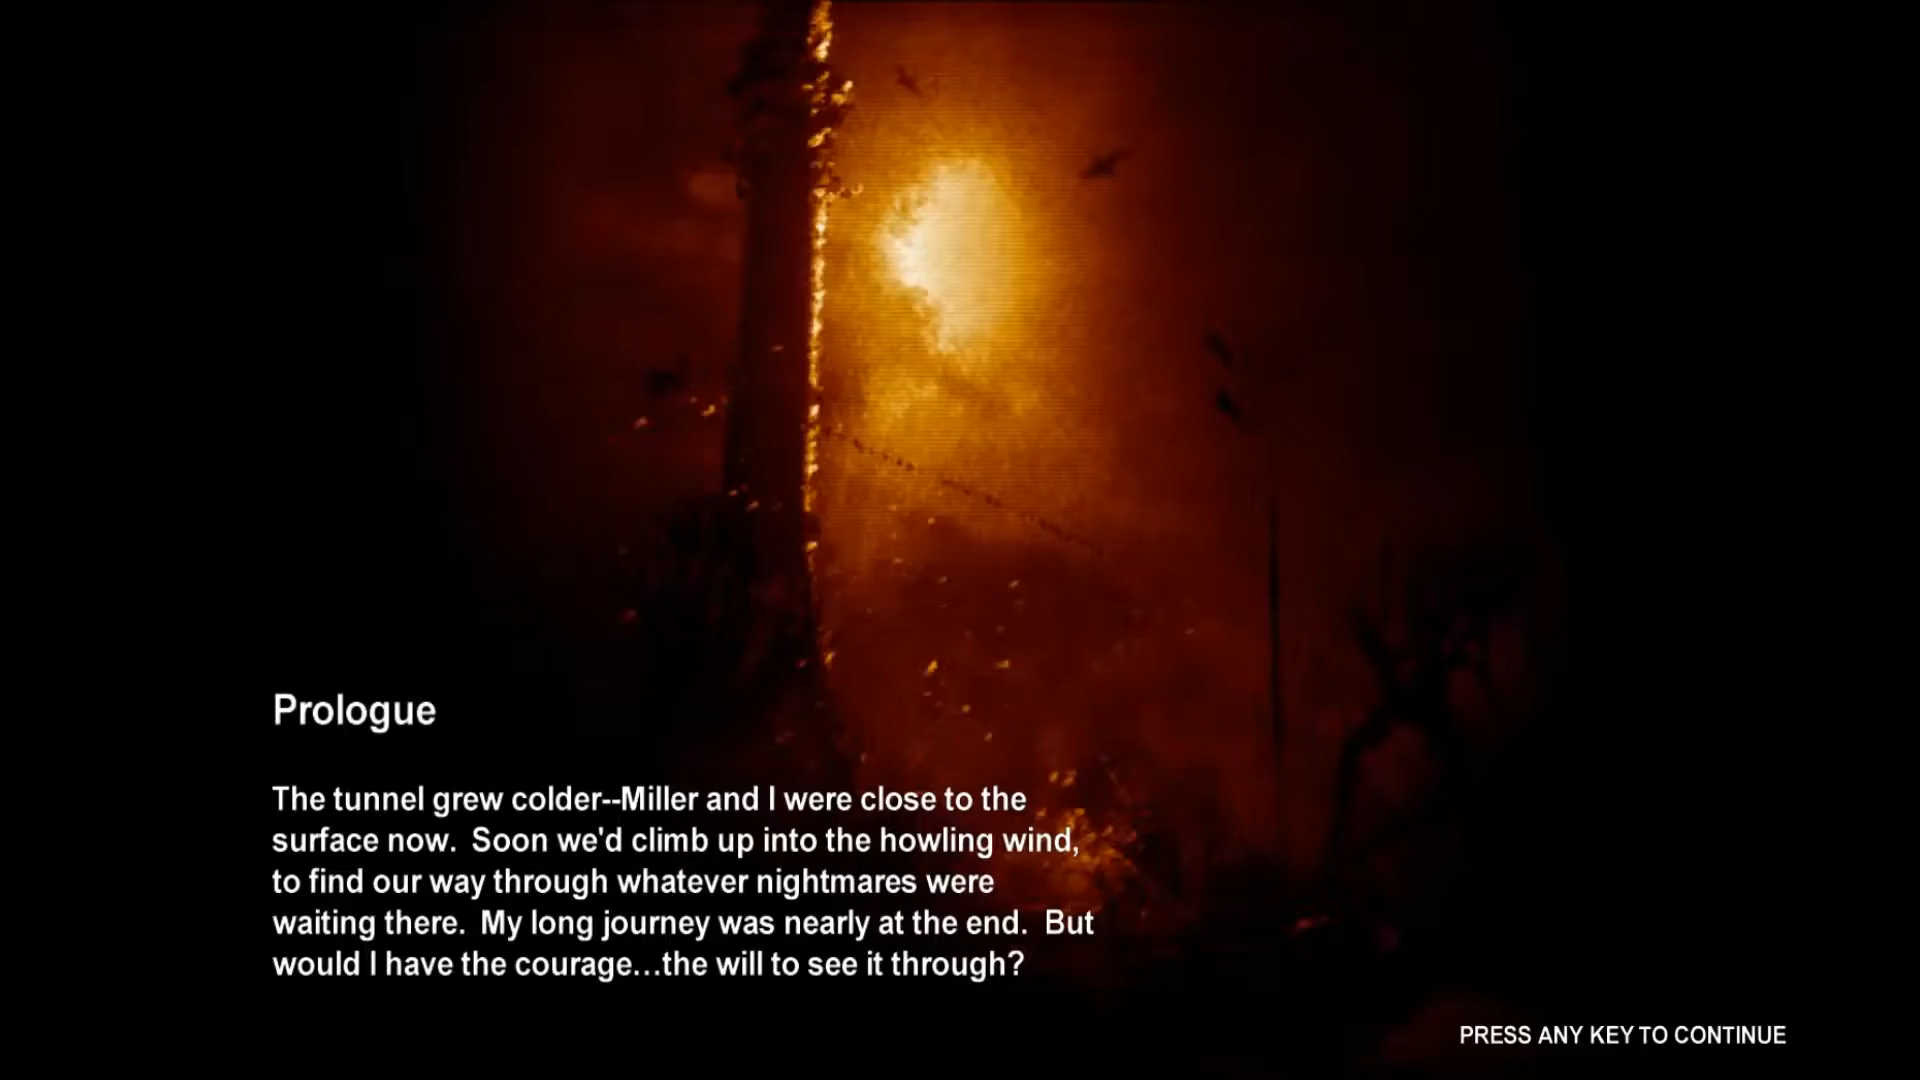 Prologue
The tunnel grew colder--Miller and I were close to the
surface now.  Soon we'd climb up into the howling wind,
to find our way through whatever nightmares were
waiting there.  My long journey was nearly at the end.  But
would I have the courage...the will to see it through?
PRESS ANY KEY TO CONTINUE